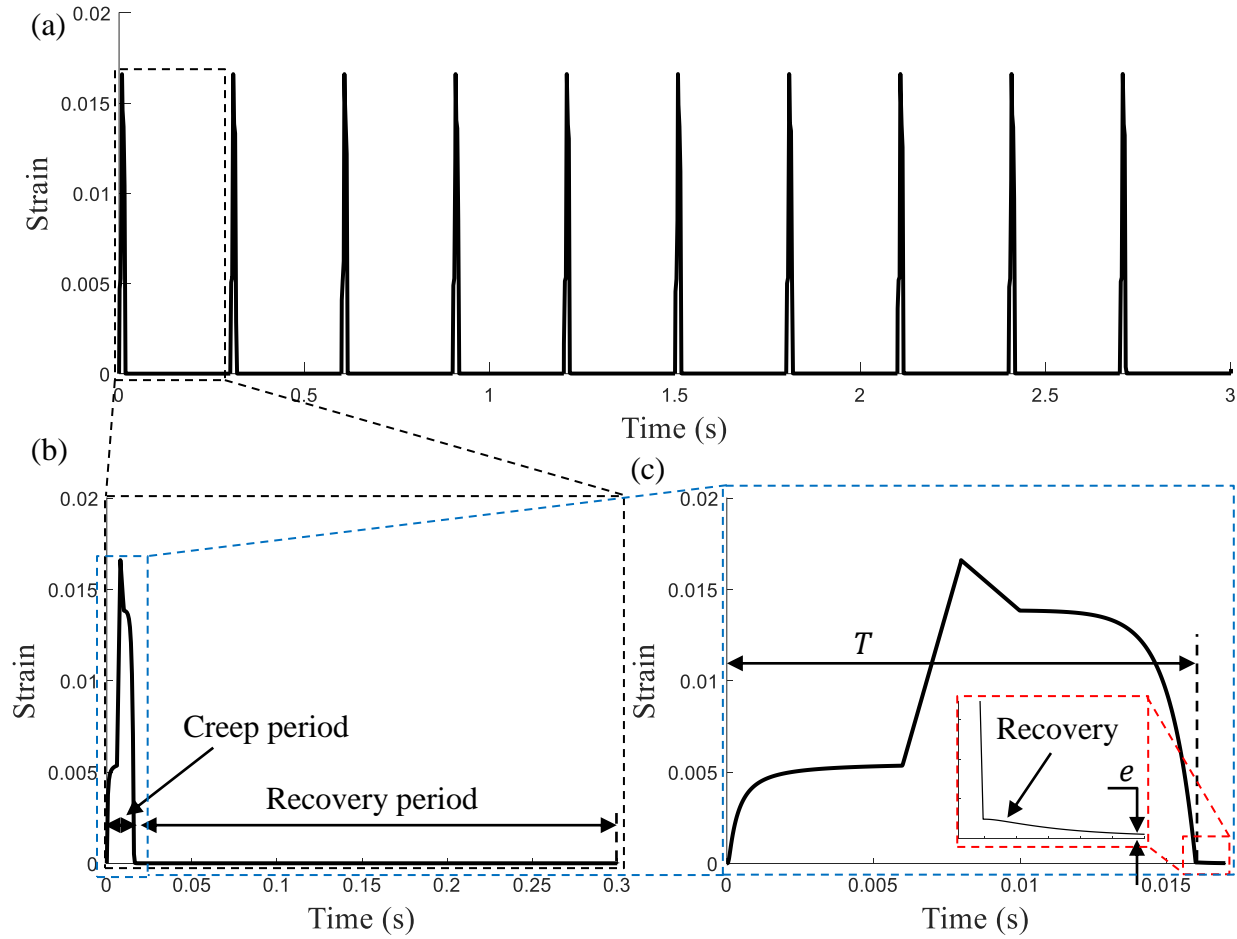 (a)
0.02
0.015
0.01
0.005
0
Strain
0 0.5 1 1.5 2 2.5 3
Time (s)
(b)
0.02
0.015
0.01
0.005
0
Strain
Creep period
Recovery period
0 0.05 0.1 0.15 0.2 0.25 0.3
Time (s)
(c)
0.02
0.015
0.01
0.005
0
Strain
T
Recovery
e
0 0.005 0.01 0.015
Time (s)